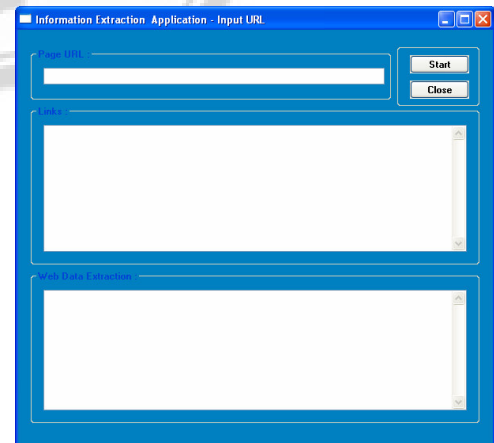 Information Extraction Application - Input URL
Page URL :-
Start
Close
Links :-
Web Data Extraction :-